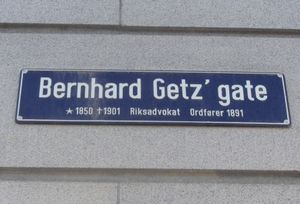 Bernhard Getz' gate
★ 1850 ✝ 1901 Riksadvokat Ordfører 1891